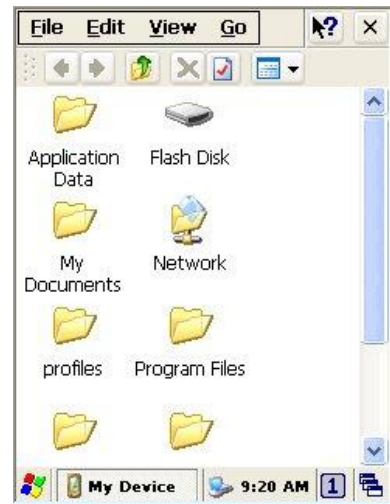 File Edit View Go
Application Data Flash Disk
My Documents Network
profiles Program Files
My Device 9:20 AM 1